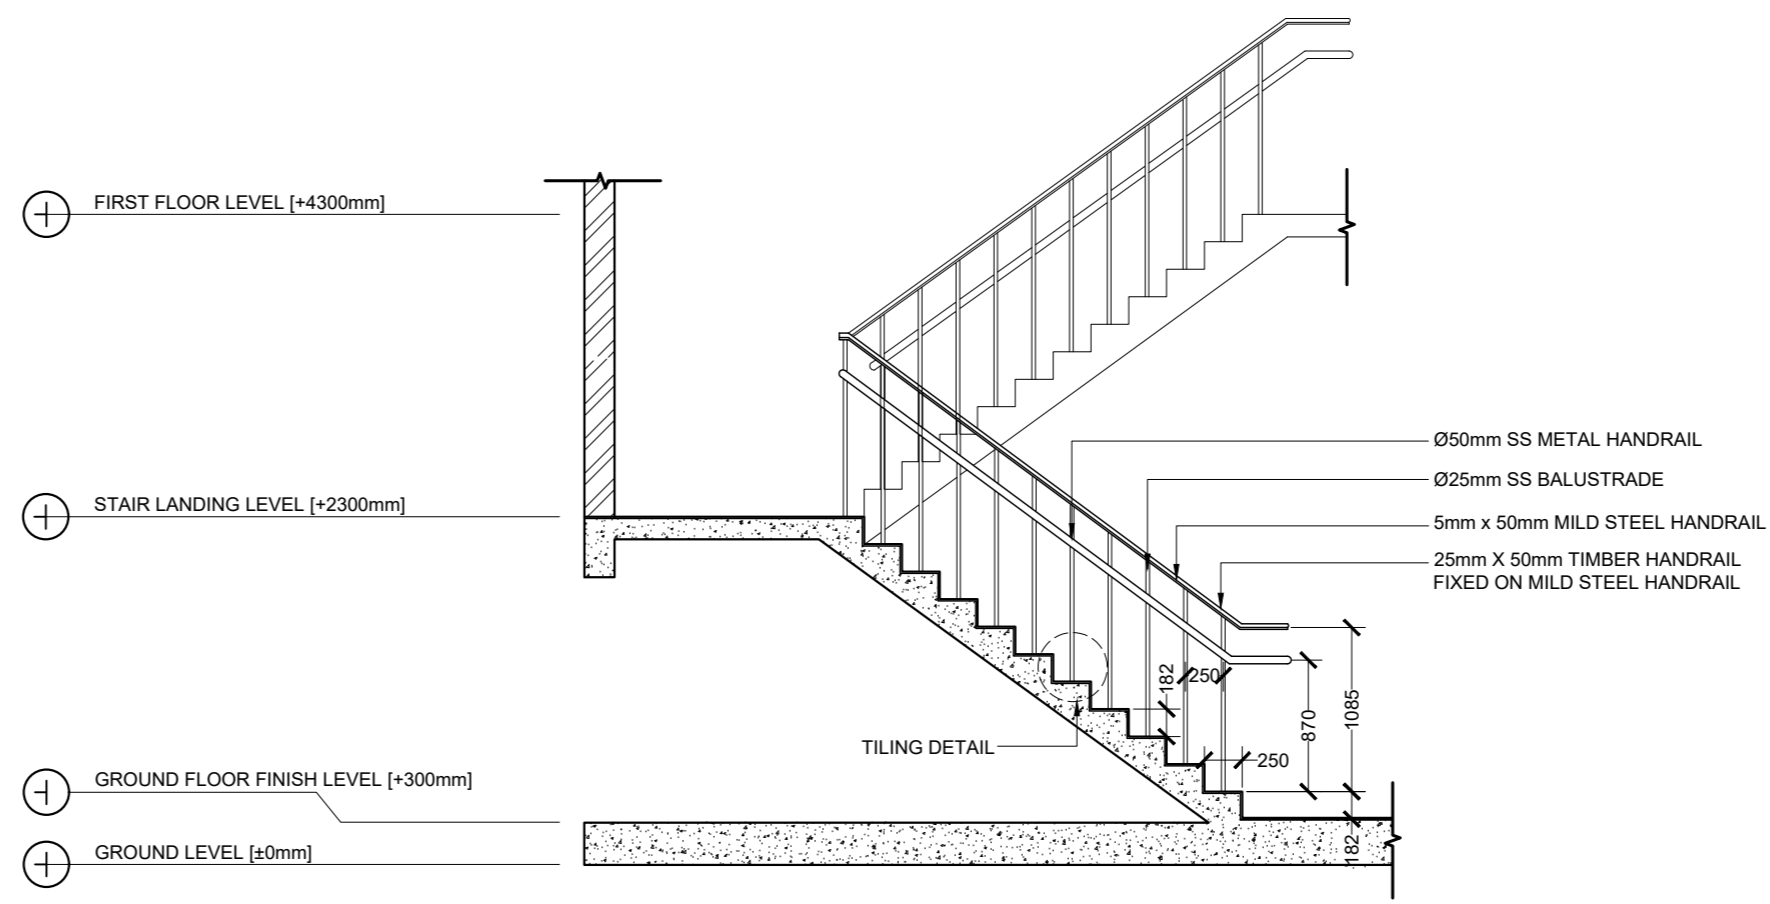 FIRST FLOOR LEVEL [+4300mm]
STAIR LANDING LEVEL [+2300mm]
GROUND FLOOR FINISH LEVEL [+300mm]
GROUND LEVEL [±0mm]
Ø50mm SS METAL HANDRAIL
Ø25mm SS BALUSTRADE
5mm x 50mm MILD STEEL HANDRAIL
25mm X 50mm TIMBER HANDRAIL
FIXED ON MILD STEEL HANDRAIL
TILING DETAIL
182
250
250
870
1085
182